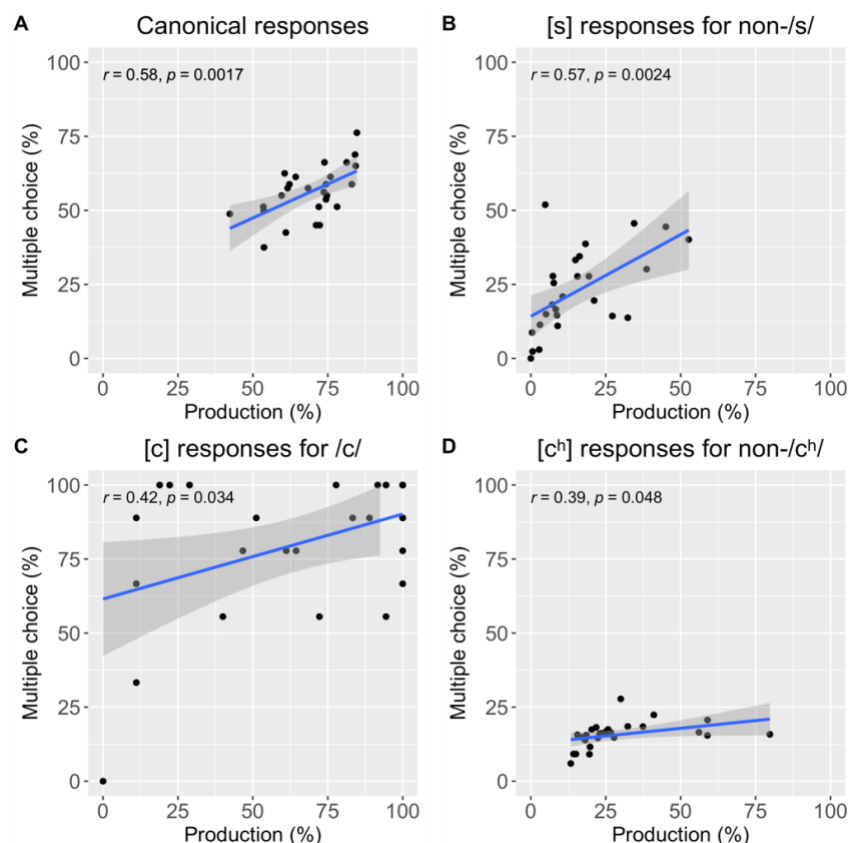 A Canonical responses
r = 0.58, p = 0.0017
100
75
50
25
0
Multiple choice (%)
0 25 50 75 100
Production (%)
B [s] responses for non-/s/
r = 0.57, p = 0.0024
100
75
50
25
0
Multiple choice (%)
0 25 50 75 100
Production (%)
C [c] responses for /c/
r = 0.42, p = 0.034
100
75
50
25
0
Multiple choice (%)
0 25 50 75 100
Production (%)
D [cʰ] responses for non-/cʰ/
r = 0.39, p = 0.048
100
75
50
25
0
Multiple choice (%)
0 25 50 75 100
Production (%)